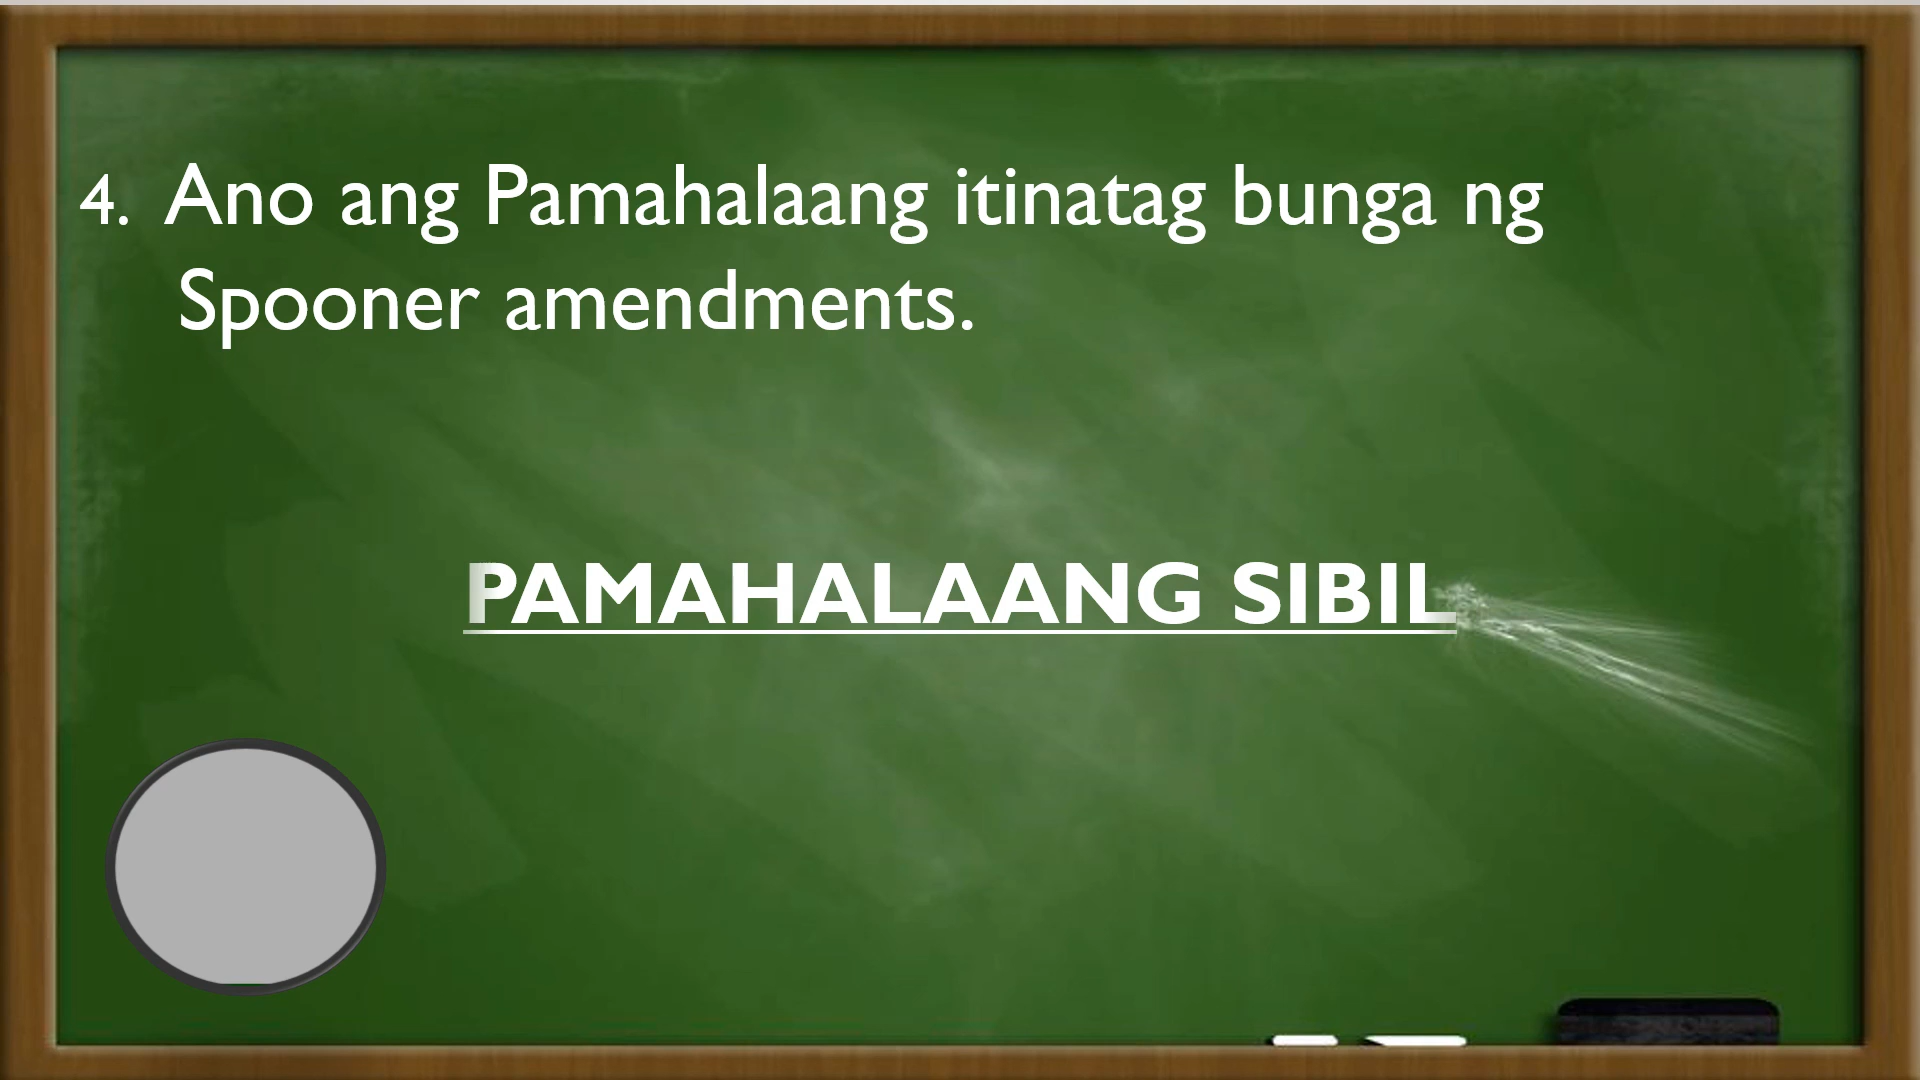 4. Ano ang Pamahalaang itinatag bunga ng
Spooner amendments.
PAMAHALAANG SIBIL